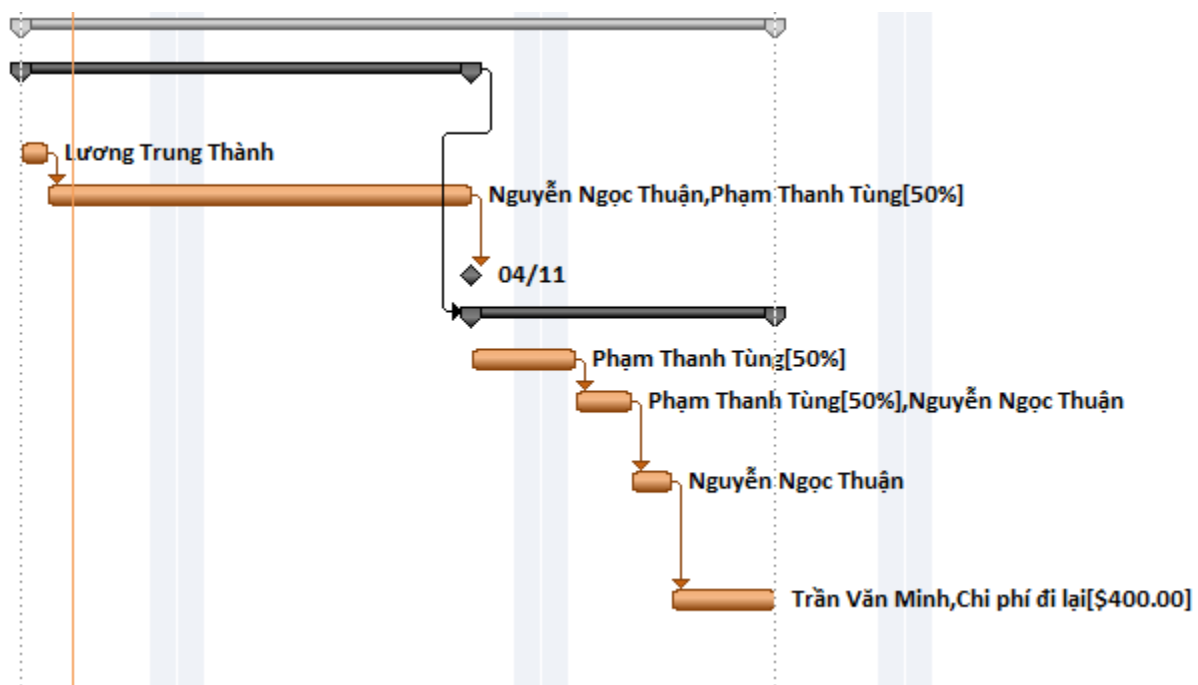 Lương Trung Thành
Nguyễn Ngọc Thuận,Phạm Thanh Tùng[50%]
04/11
Phạm Thanh Tùng[50%]
Phạm Thanh Tùng[50%],Nguyễn Ngọc Thuận
Nguyễn Ngọc Thuận
Trần Văn Minh,Chi phí đi lại[$400.00]